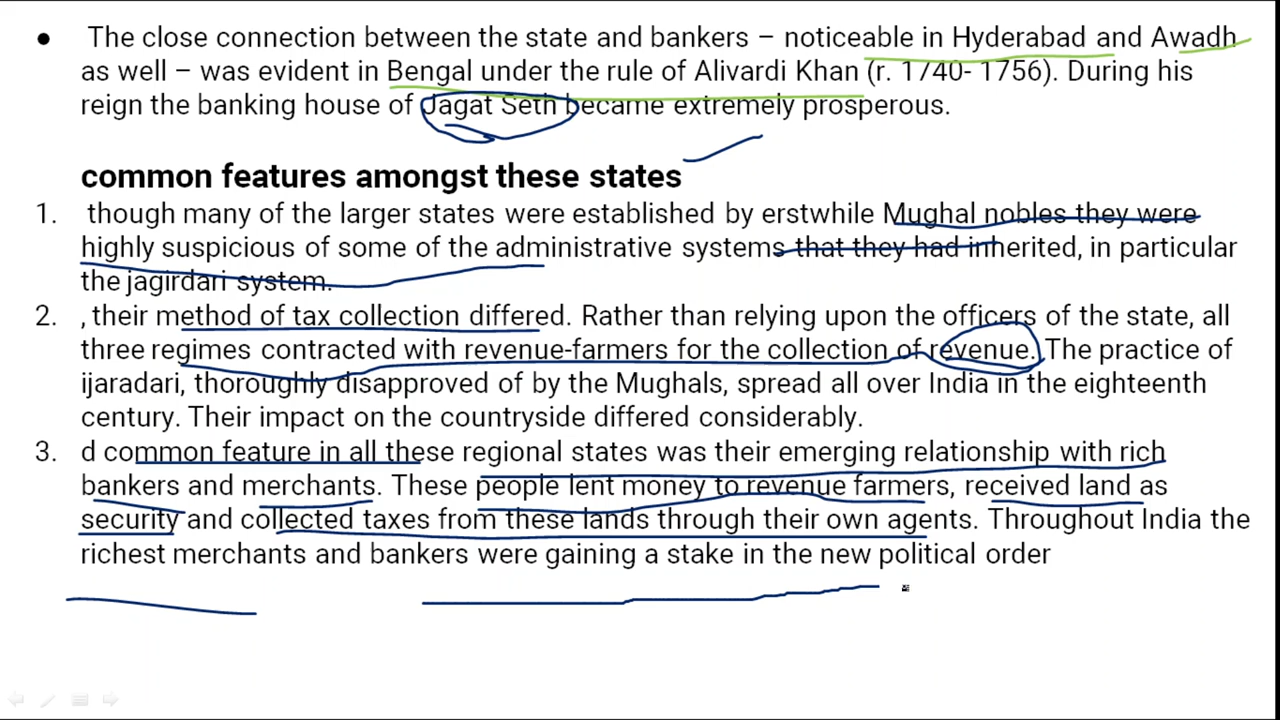 ● The close connection between the state and bankers – noticeable in Hyderabad and Awadh
as well – was evident in Bengal under the rule of Alivardi Khan (r. 1740- 1756). During his
reign the banking house of Jagat Seth became extremely prosperous.
common features amongst these states
1. though many of the larger states were established by erstwhile Mughal nobles they were
highly suspicious of some of the administrative systems that they had inherited, in particular
the jagirdari system.
2. , their method of tax collection differed. Rather than relying upon the officers of the state, all
three regimes contracted with revenue-farmers for the collection of revenue. The practice of
ijaradari, thoroughly disapproved of by the Mughals, spread all over India in the eighteenth
century. Their impact on the countryside differed considerably.
3. d common feature in all these regional states was their emerging relationship with rich
bankers and merchants. These people lent money to revenue farmers, received land as
security and collected taxes from these lands through their own agents. Throughout India the
richest merchants and bankers were gaining a stake in the new political order